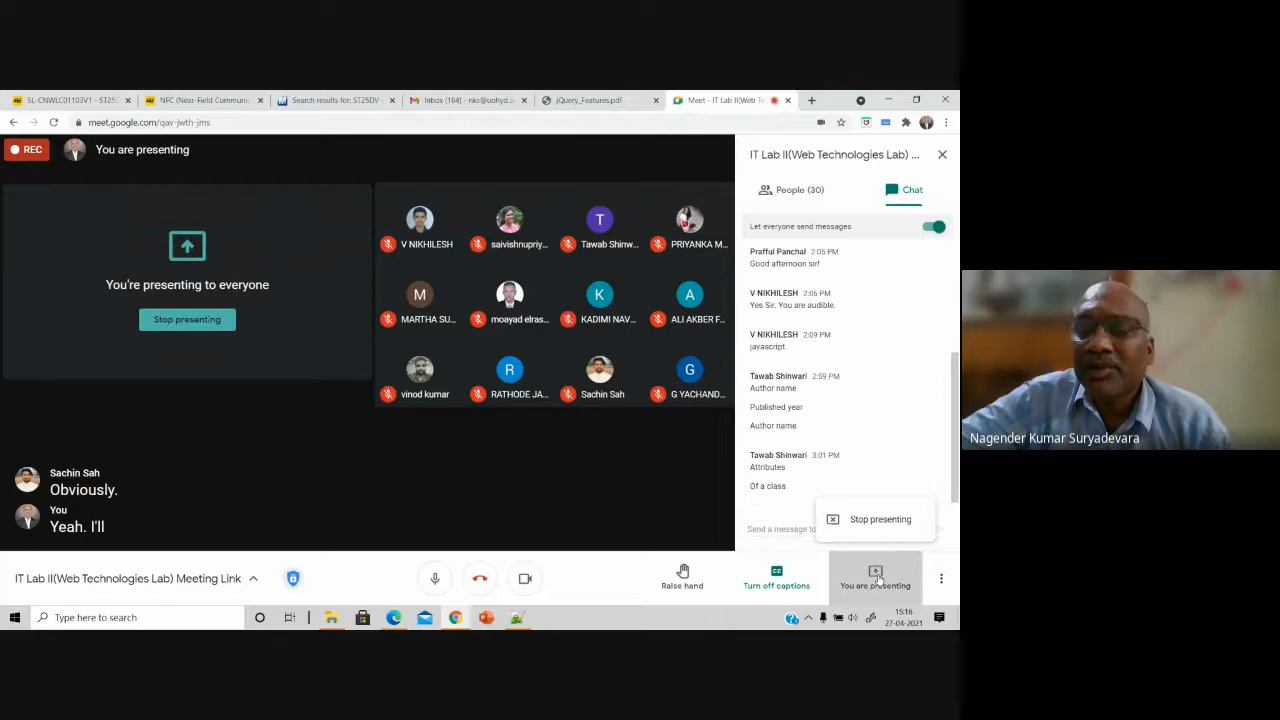 SL-CNWLC01103V1 - ST25
NFC (Near-Field Communic
Search results for: ST25DV
Inbox (164) - nks@uohyd.a
jQuery_Features.pdf
Meet - IT Lab II(Web Te
meet.google.com/qav-jwth-jms
REC
You are presenting
IT Lab II(Web Technologies Lab) ...
People (30)
Chat
Let everyone send messages
You're presenting to everyone
Stop presenting
V NIKHILESH
saivishnupriy...
T
Tawab Shinw...
PRIYANKA M...
M
MARTHA SU...
moayad elras...
K
KADIMI NAV...
A
ALI AKBER F...
vinod kumar
R
RATHODE JA...
Sachin Sah
G
G YACHAND...
Prafful Panchal 2:05 PM
Good afternoon sir!
V NIKHILESH 2:06 PM
Yes Sir. You are audible.
V NIKHILESH 2:09 PM
javascript
Tawab Shinwari 2:59 PM
Author name
Published year
Author name
Tawab Shinwari 3:01 PM
Attributes
Of a class
Stop presenting
Send a message to
Sachin Sah
Obviously.
You
Yeah. I'll
IT Lab II(Web Technologies Lab) Meeting Link
Raise hand
CC
Turn off captions
You are presenting
Type here to search
15:16
27-04-2021
Nagender Kumar Suryadevara